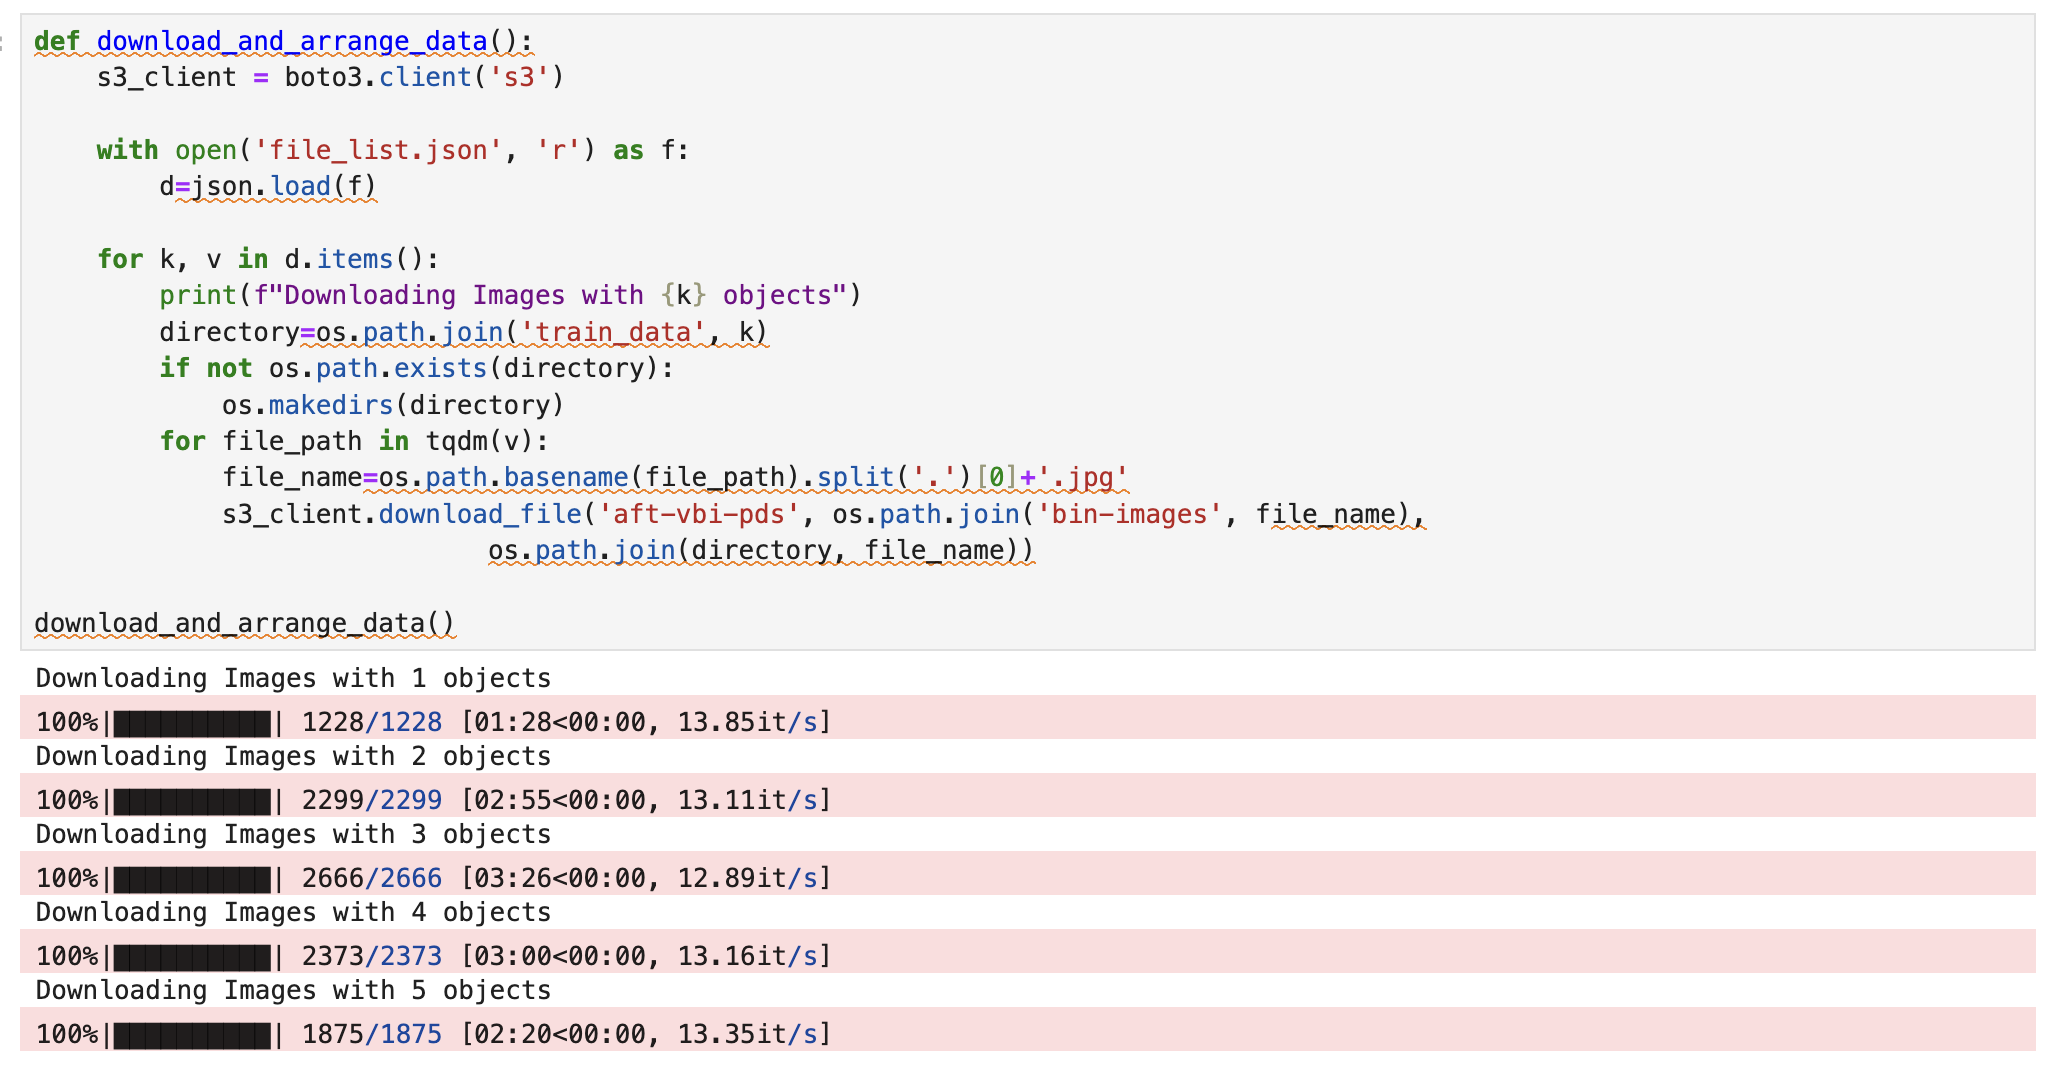 def download_and_arrange_data():
    s3_client = boto3.client('s3')

    with open('file_list.json', 'r') as f:
        d=json.load(f)

    for k, v in d.items():
        print(f"Downloading Images with {k} objects")
        directory=os.path.join('train_data', k)
        if not os.path.exists(directory):
            os.makedirs(directory)
        for file_path in tqdm(v):
            file_name=os.path.basename(file_path).split('.')[0]+'.jpg'
            s3_client.download_file('aft-vbi-pds', os.path.join('bin-images', file_name),
                             os.path.join(directory, file_name))

download_and_arrange_data()
Downloading Images with 1 objects
100%|██████████| 1228/1228 [01:28<00:00, 13.85it/s]
Downloading Images with 2 objects
100%|██████████| 2299/2299 [02:55<00:00, 13.11it/s]
Downloading Images with 3 objects
100%|██████████| 2666/2666 [03:26<00:00, 12.89it/s]
Downloading Images with 4 objects
100%|██████████| 2373/2373 [03:00<00:00, 13.16it/s]
Downloading Images with 5 objects
100%|██████████| 1875/1875 [02:20<00:00, 13.35it/s]